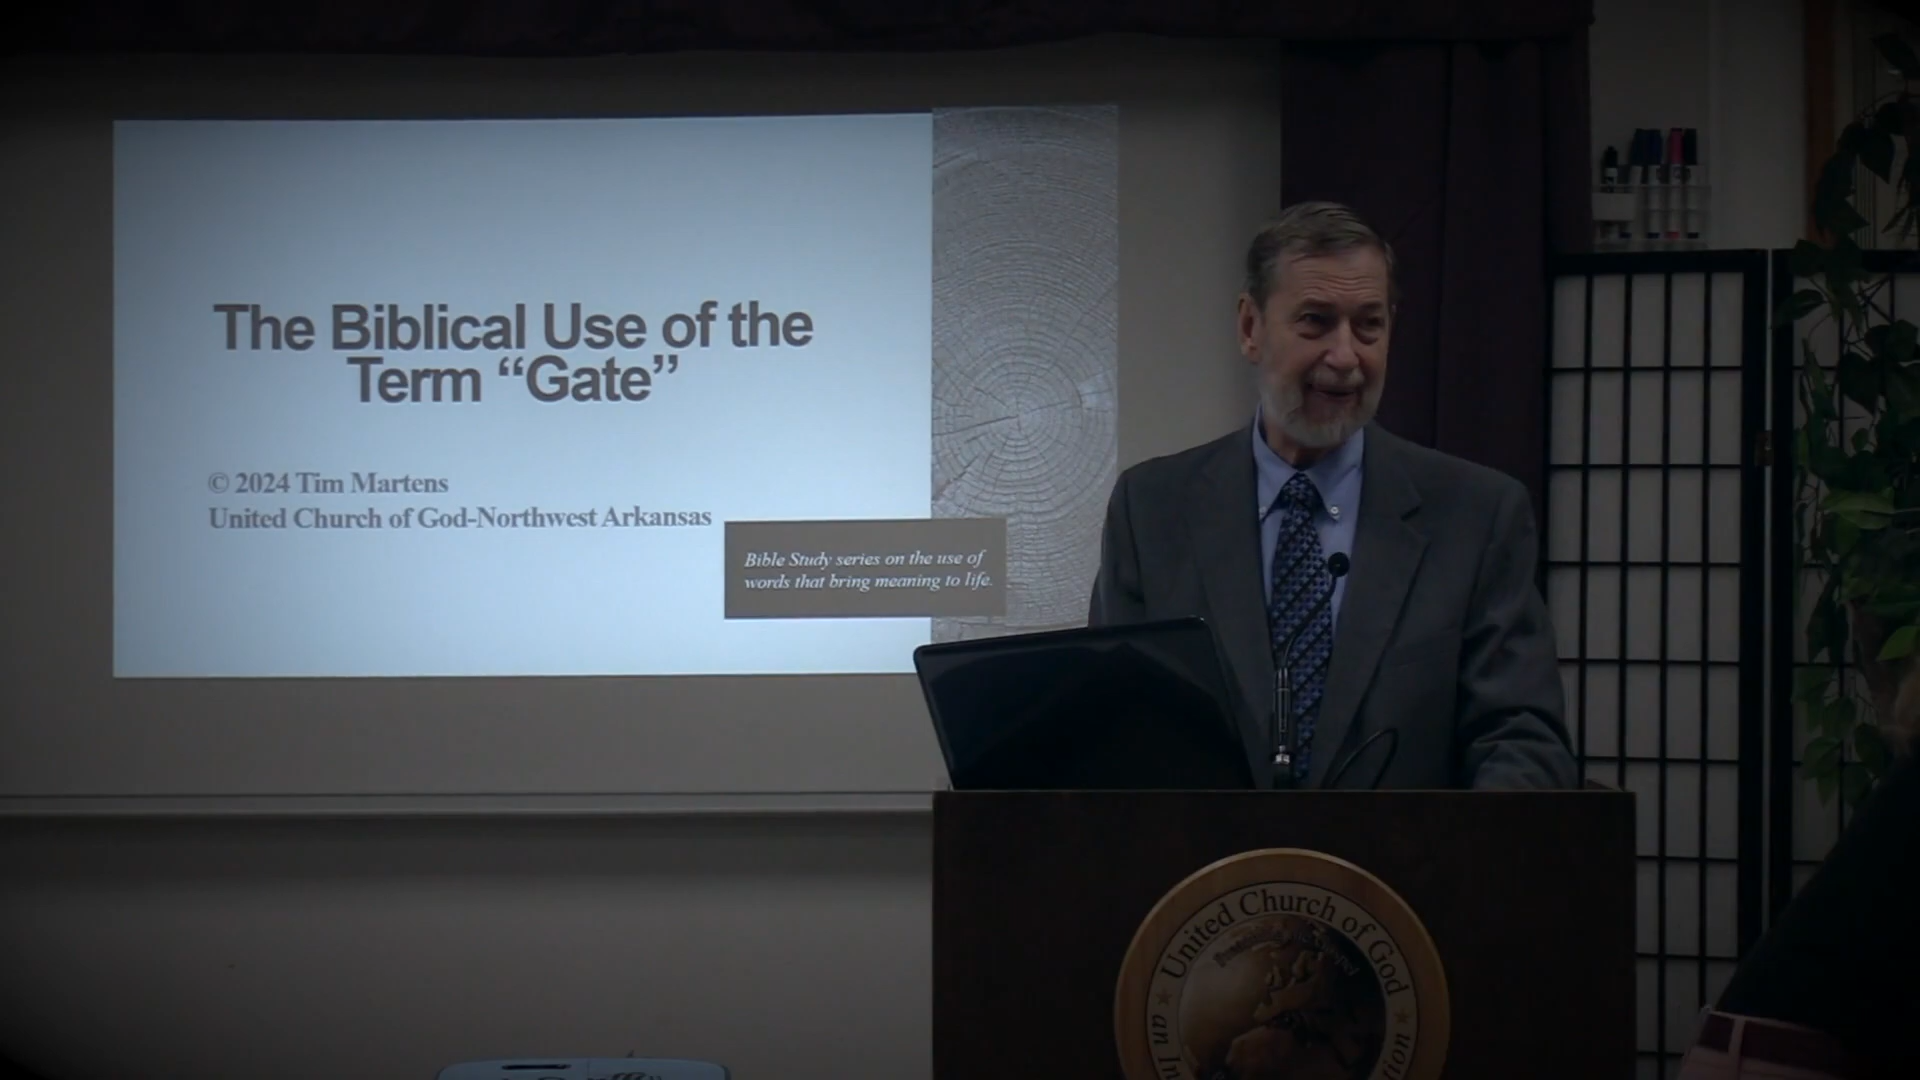 The Biblical Use of the
Term “Gate”
© 2024 Tim Martens
United Church of God-Northwest Arkansas
Bible Study series on the use of
words that bring meaning to life.
United Church of God